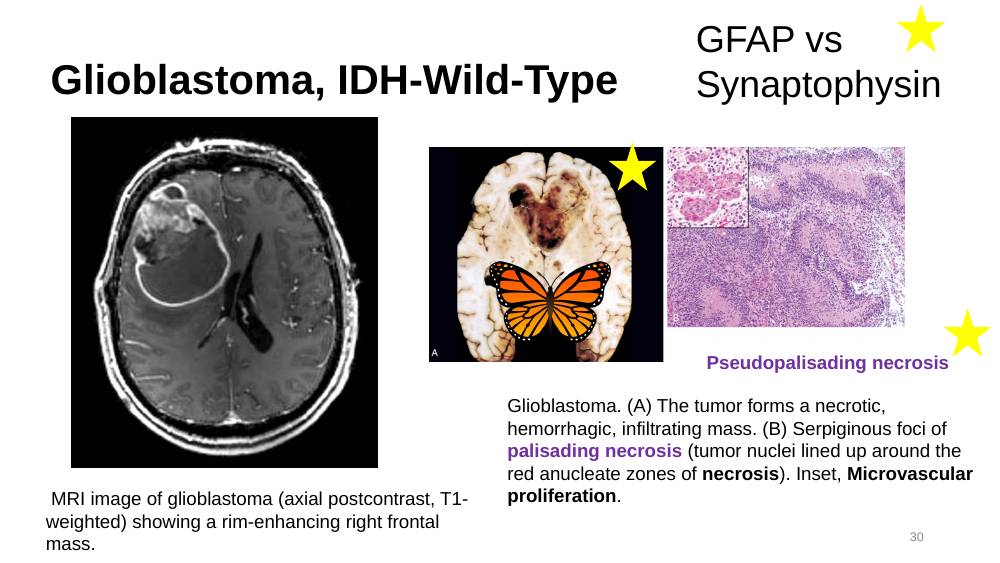 GFAP vs
Synaptophysin
Glioblastoma, IDH-Wild-Type
A
B
Pseudopalisading necrosis
Glioblastoma. (A) The tumor forms a necrotic,
hemorrhagic, infiltrating mass. (B) Serpiginous foci of
palisading necrosis (tumor nuclei lined up around the
red anucleate zones of necrosis). Inset, Microvascular
proliferation.
MRI image of glioblastoma (axial postcontrast, T1-
weighted) showing a rim-enhancing right frontal
mass.
30